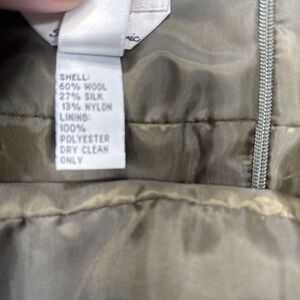 SHELL:
60% WOOL
27% SILK
13% NYLON
LINING:
100%
POLYESTER
DRY CLEAN
ONLY